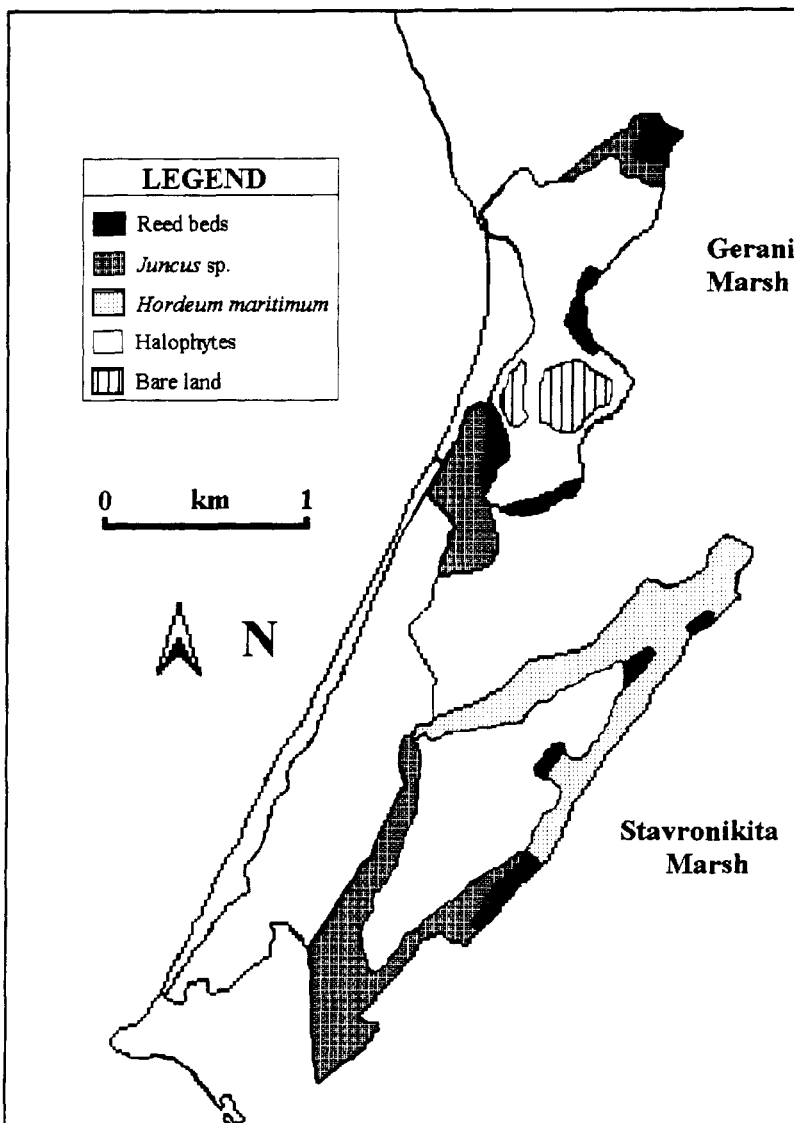 LEGEND
Reed beds
Juncus sp.
Hordeum maritimum
Halophytes
Bare land
Gerani
Marsh
0 km 1
N
Stavronikita
Marsh